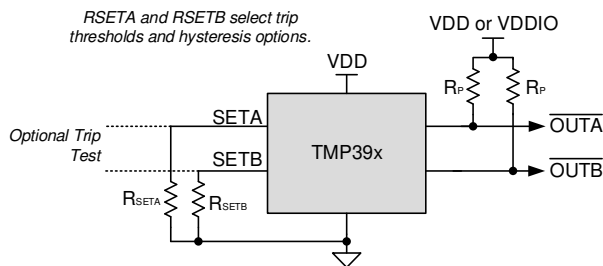 RSETA and RSETB select trip
thresholds and hysteresis options.
VDD or VDDIO
VDD
RP
RP
SETA
OUTA
Optional Trip
Test
SETB
TMP39x
OUTB
RSETA
RSETB